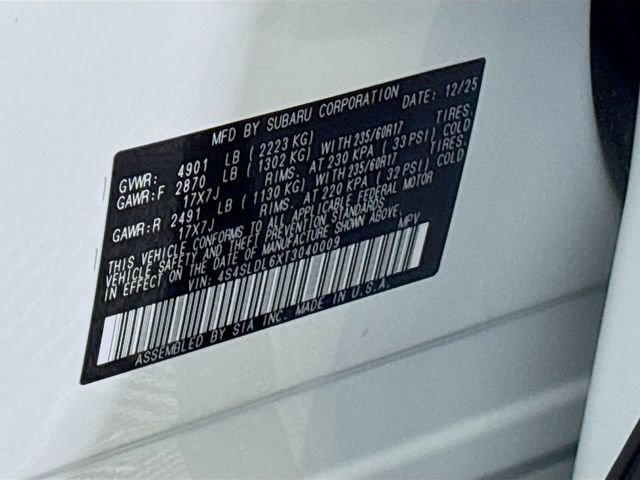 MFD BY SUBARU CORPORATION DATE: 12/25
GVWR: 4901 LB ( 2223 KG)
GAWR:F 2870 LB ( 1302 KG) WITH 235/60R17 TIRES.
17X7J RIMS. AT 230 KPA ( 33 PSI) COLD
GAWR:R 2491 LB ( 1130 KG) WITH 235/60R17 TIRES.
17X7J RIMS. AT 220 KPA ( 32 PSI) COLD
THIS VEHICLE CONFORMS TO ALL APPLICABLE FEDERAL MOTOR
VEHICLE SAFETY AND THEFT PREVENTION STANDARDS
IN EFFECT ON THE DATE OF MANUFACTURE SHOWN ABOVE.
VIN: 4S4SLDL6XT3040009 MPV
ASSEMBLED BY SIA INC. MADE IN U.S.A.